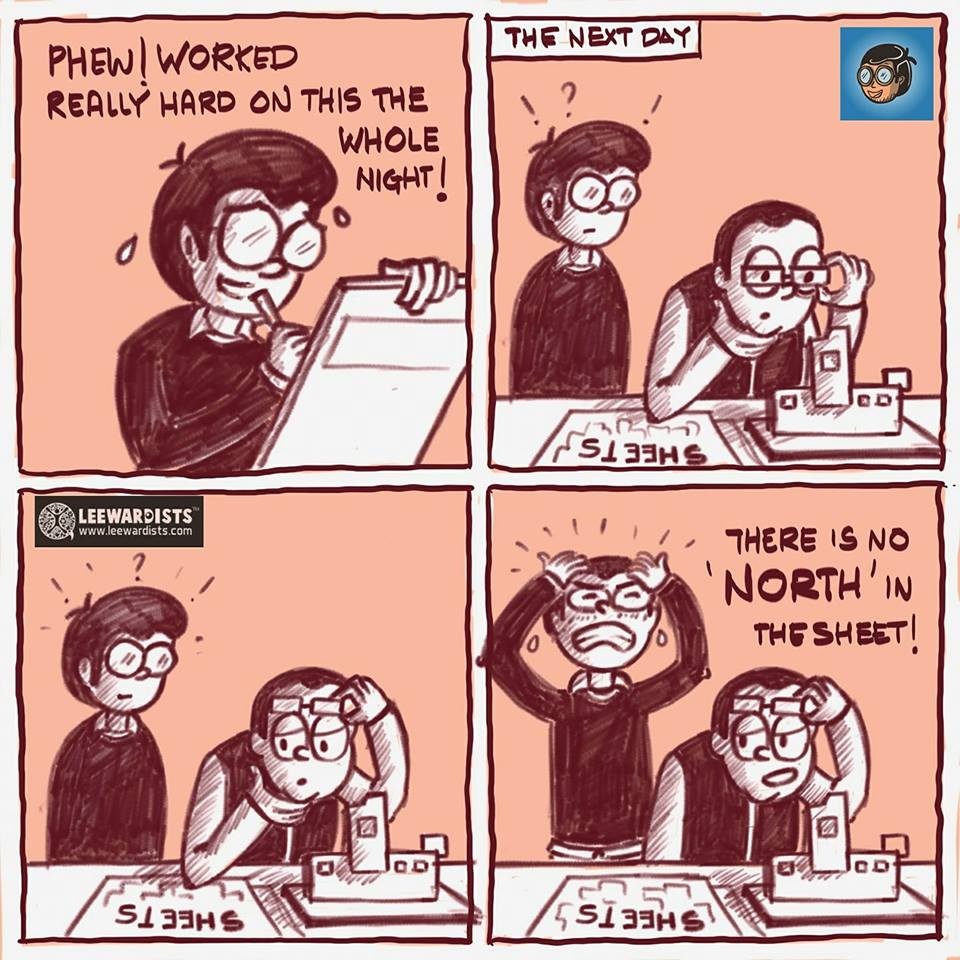 PHEW! WORKED
REALLY HARD ON THIS THE
WHOLE
NIGHT!
THE NEXT DAY
! ? !
SHEETS
LEEWARDISTS™
www.leewardists.com
?
SHEETS
THERE IS NO
'NORTH' IN
THE SHEET!
SHEETS